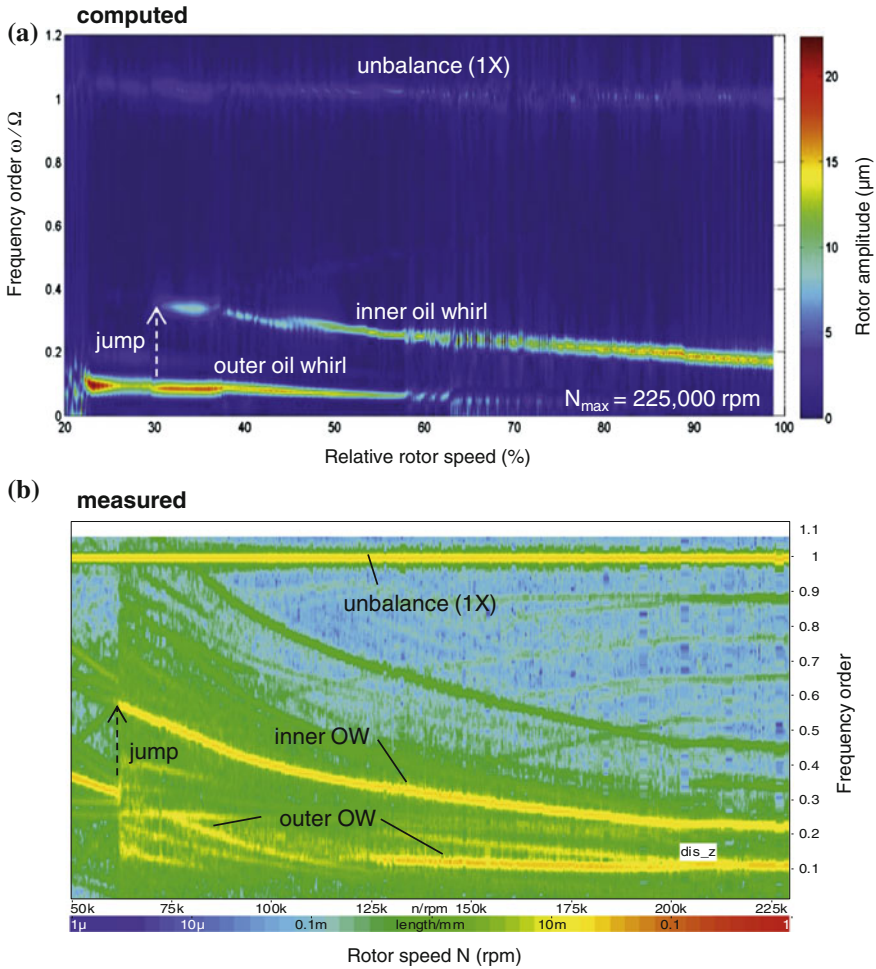 (a)
computed
1.2
1
0.8
0.6
0.4
0.2
0
Frequency order ω/Ω
unbalance (1X)
inner oil whirl
jump
outer oil whirl
N max = 225,000 rpm
20 30 40 50 60 70 80 90 100
Relative rotor speed (%)
20
15
10
5
0
Rotor amplitude (µm)
(b)
measured
1.1
1
0.9
0.8
0.7
0.6
0.5
0.4
0.3
0.2
0.1
Frequency order
unbalance (1X)
inner OW
jump
outer OW
dis_z
50k 75k 100k 125k n/rpm 150k 175k 200k 225k
1µ 10µ 0.1m length/mm 10m 0.1 1
Rotor speed N (rpm)